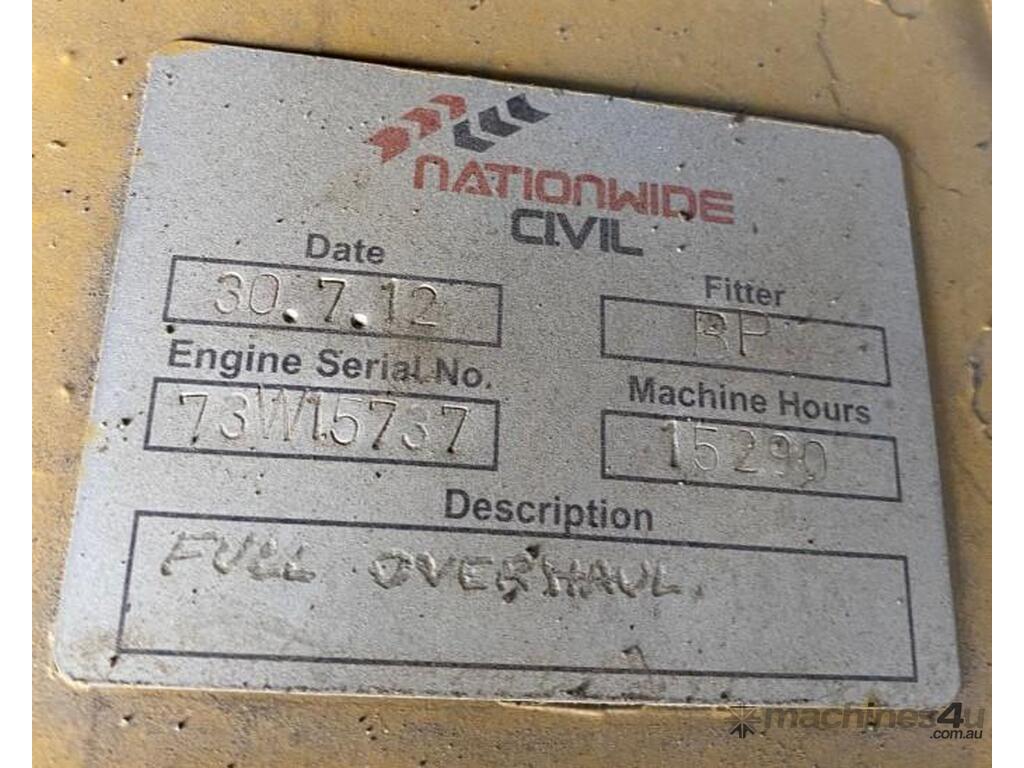 NATIONWIDE
CIVIL
Date
30.7.12
Fitter
RP
Engine Serial No.
73W15737
Machine Hours
15290
Description
FULL OVERHAUL.
machines4u
.com.au